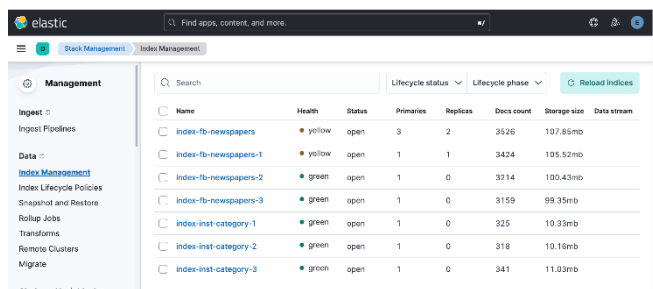 elastic
Find apps, content, and more.
⌘/
E
D
Stack Management
Index Management
Management
Ingest
Ingest Pipelines
Data
Index Management
Index Lifecycle Policies
Snapshot and Restore
Rollup Jobs
Transforms
Remote Clusters
Migrate
Search
Lifecycle status
Lifecycle phase
Reload indices
Name Health Status Primaries Replicas Docs count Storage size Data stream
index-fb-newspapers yellow open 3 2 3526 107.85mb
index-fb-newspapers-1 yellow open 1 1 3424 105.52mb
index-fb-newspapers-2 green open 1 0 3214 100.43mb
index-fb-newspapers-3 green open 1 0 3159 99.35mb
index-inst-category-1 green open 1 0 325 10.33mb
index-inst-category-2 green open 1 0 318 10.16mb
index-inst-category-3 green open 1 0 341 11.03mb